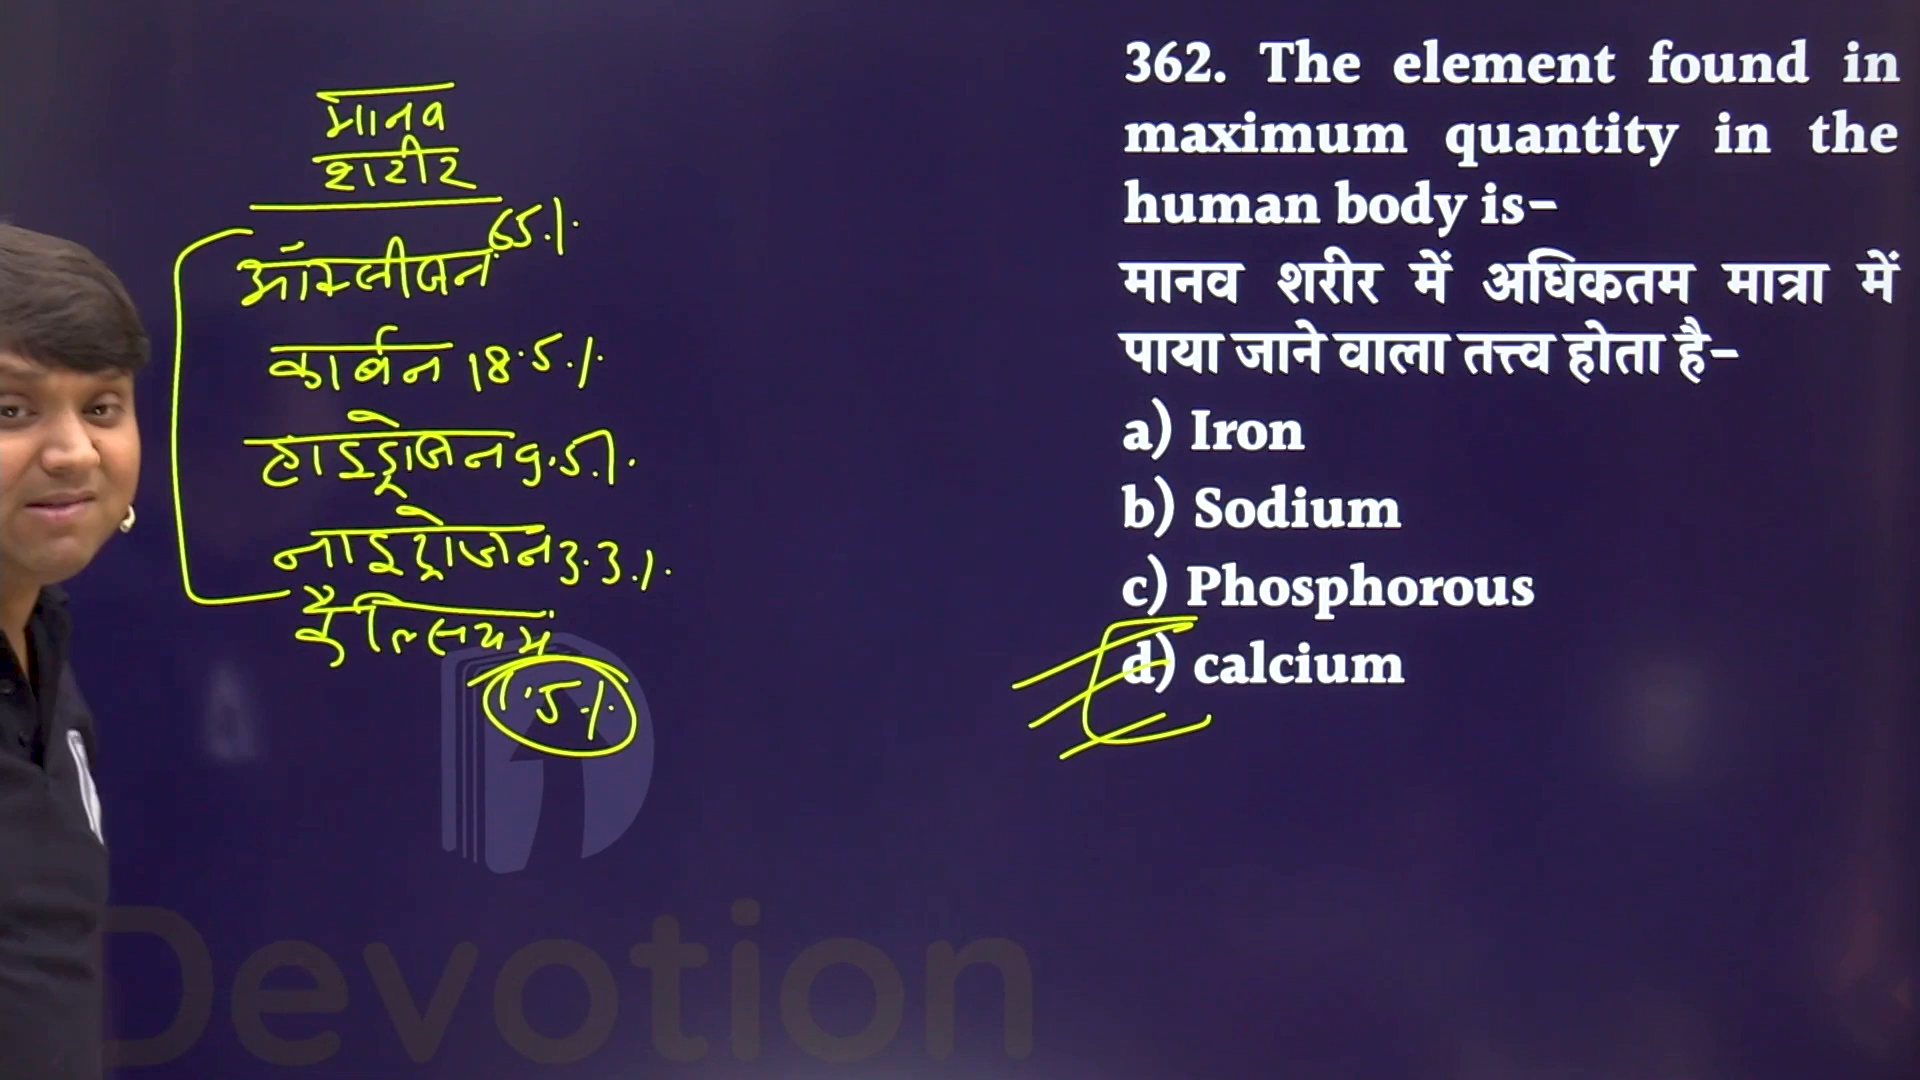 मानव
शरीर
ऑक्सीजन 65%
कार्बन 18.5%
हाइड्रोजन 9.5%
नाइट्रोजन 3.3%
कैल्सियम
1.5%
362. The element found in
maximum quantity in the
human body is-
मानव शरीर में अधिकतम मात्रा में
पाया जाने वाला तत्त्व होता है-
a) Iron
b) Sodium
c) Phosphorous
d) calcium
Devotion